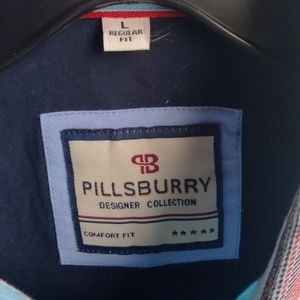 L
REGULAR
FIT
PB
PILLSBURRY
DESIGNER COLLECTION
COMFORT FIT ★★★★★